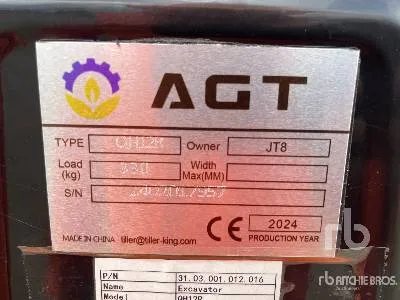 AGT
TYPE Owner JT8
Load (kg) Width Max(MM)
S/N
CE 2024
MADE IN CHINA tiller@tiller-king.com PRODUCTION YEAR
P/N 31.03.001.012.016
Name Excavator
Model QH12R
rb
RITCHIE BROS.